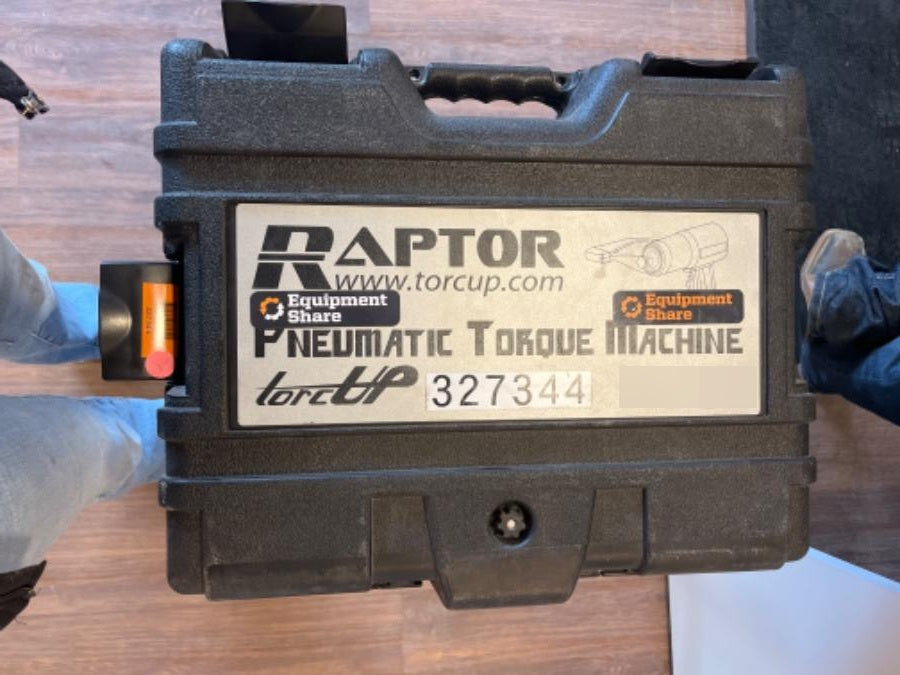 RAPTOR
www.torcup.com
Equipment
Share
Equipment
Share
PNEUMATIC TORQUE MACHINE
torcUP 327344